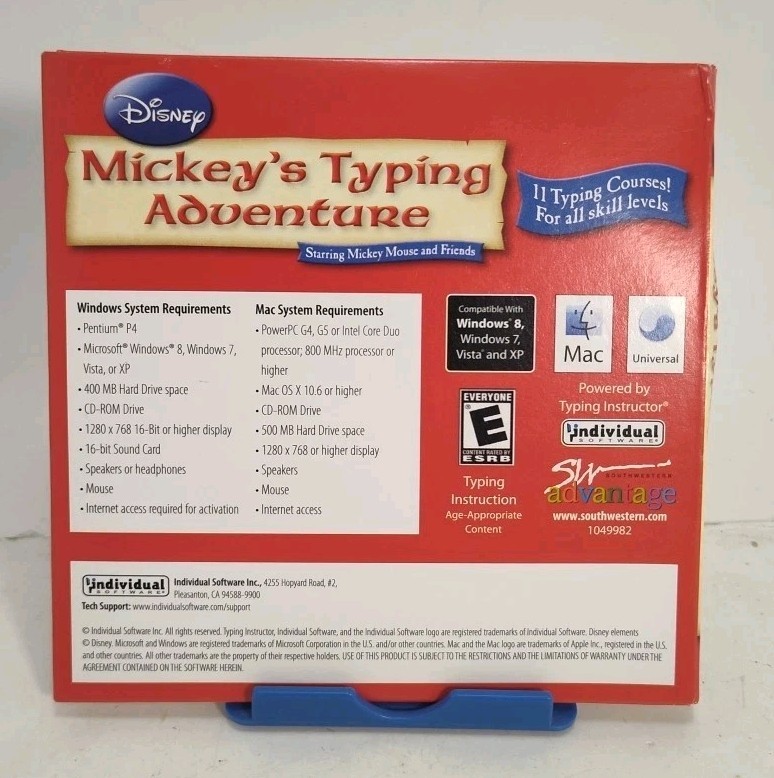 Disney
Mickey's Typing
Adventure
Starring Mickey Mouse and Friends
11 Typing Courses!
For all skill levels
Windows System Requirements
• Pentium® P4
• Microsoft® Windows® 8, Windows 7,
Vista, or XP
• 400 MB Hard Drive space
• CD-ROM Drive
• 1280 x 768 16-Bit or higher display
• 16-bit Sound Card
• Speakers or headphones
• Mouse
• Internet access required for activation
Mac System Requirements
• PowerPC G4, G5 or Intel Core Duo
processor; 800 MHz processor or
higher
• Mac OS X 10.6 or higher
• CD-ROM Drive
• 500 MB Hard Drive space
• 1280 x 768 or higher display
• Speakers
• Mouse
• Internet access
Compatible With
Windows® 8,
Windows 7,
Vista® and XP
Mac
Universal
EVERYONE
E
CONTENT RATED BY
ESRB
Typing
Instruction
Age-Appropriate
Content
Powered by
Typing Instructor®
individual
SOFTWARE®
SW
SOUTHWESTERN
advantage
www.southwestern.com
1049982
individual
SOFTWARE®
Individual Software Inc., 4255 Hopyard Road, #2,
Pleasanton, CA 94588-9900
Tech Support: www.individualsoftware.com/support
© Individual Software Inc. All rights reserved. Typing Instructor, Individual Software, and the Individual Software logo are registered trademarks of Individual Software. Disney elements
© Disney. Microsoft and Windows are registered trademarks of Microsoft Corporation in the U.S. and/or other countries. Mac and the Mac logo are trademarks of Apple Inc., registered in the U.S.
and other countries. All other trademarks are the property of their respective holders. USE OF THIS PRODUCT IS SUBJECT TO THE RESTRICTIONS AND THE LIMITATIONS OF WARRANTY UNDER THE
AGREEMENT CONTAINED ON THE SOFTWARE HEREIN.